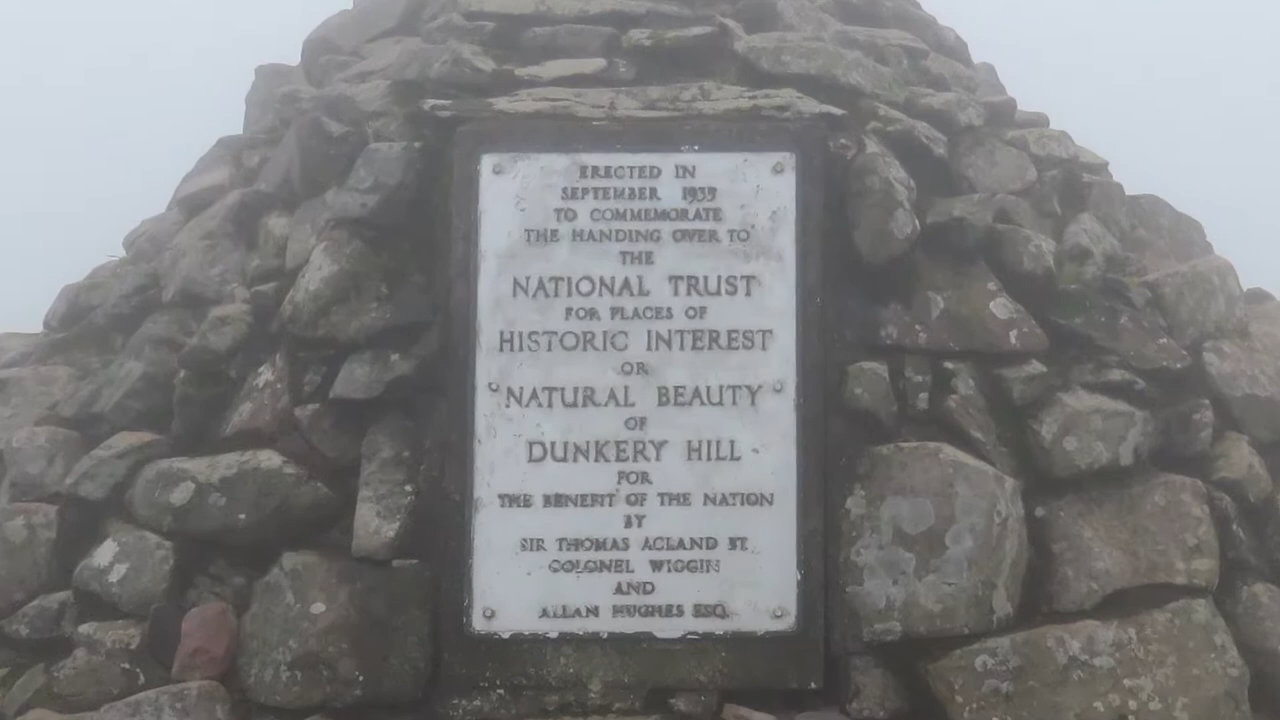 ERECTED IN
SEPTEMBER 1935
TO COMMEMORATE
THE HANDING OVER TO
THE
NATIONAL TRUST
FOR PLACES OF
HISTORIC INTEREST
OR
NATURAL BEAUTY
OF
DUNKERY HILL
FOR
THE BENEFIT OF THE NATION
BY
SIR THOMAS ACLAND BT.
COLONEL WIGGIN
AND
ALLAN HUGHES ESQ.